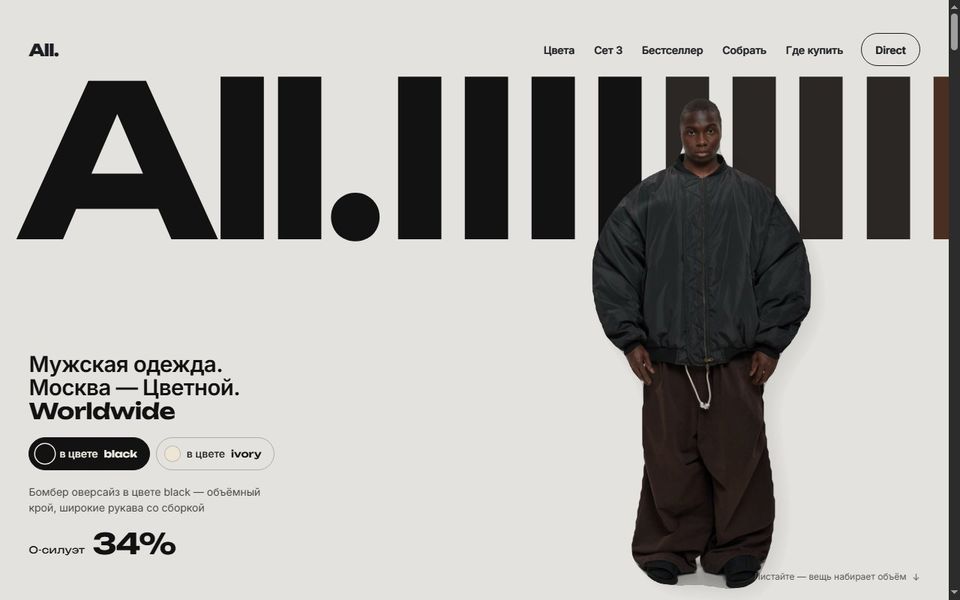 All.
Цвета
Сет 3
Бестселлер
Собрать
Где купить
Direct
All.
Мужская одежда.
Москва — Цветной.
Worldwide
в цвете black
в цвете ivory
Бомбер оверсайз в цвете black — объёмный
крой, широкие рукава со сборкой
О-силуэт 34%
листайте — вещь набирает объём ↓